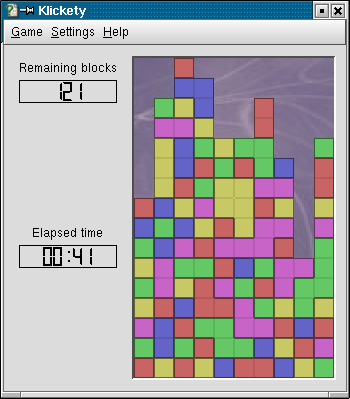 Klickety
Game Settings Help
Remaining blocks
121
Elapsed time
00:41